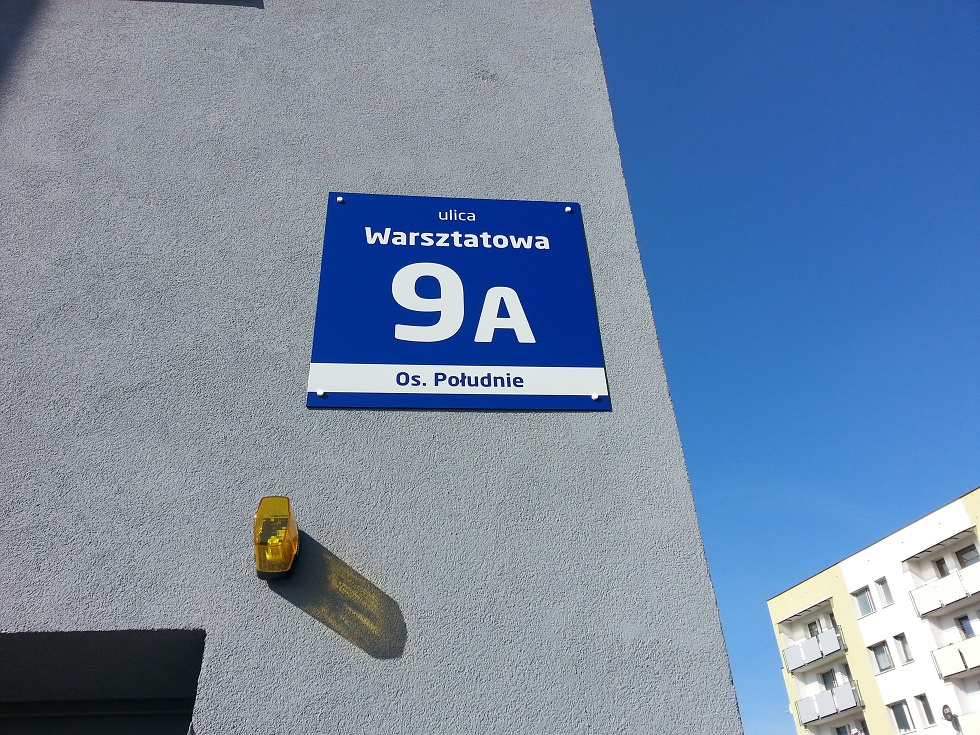 ulica
Warsztatowa
9A
Os. Południe